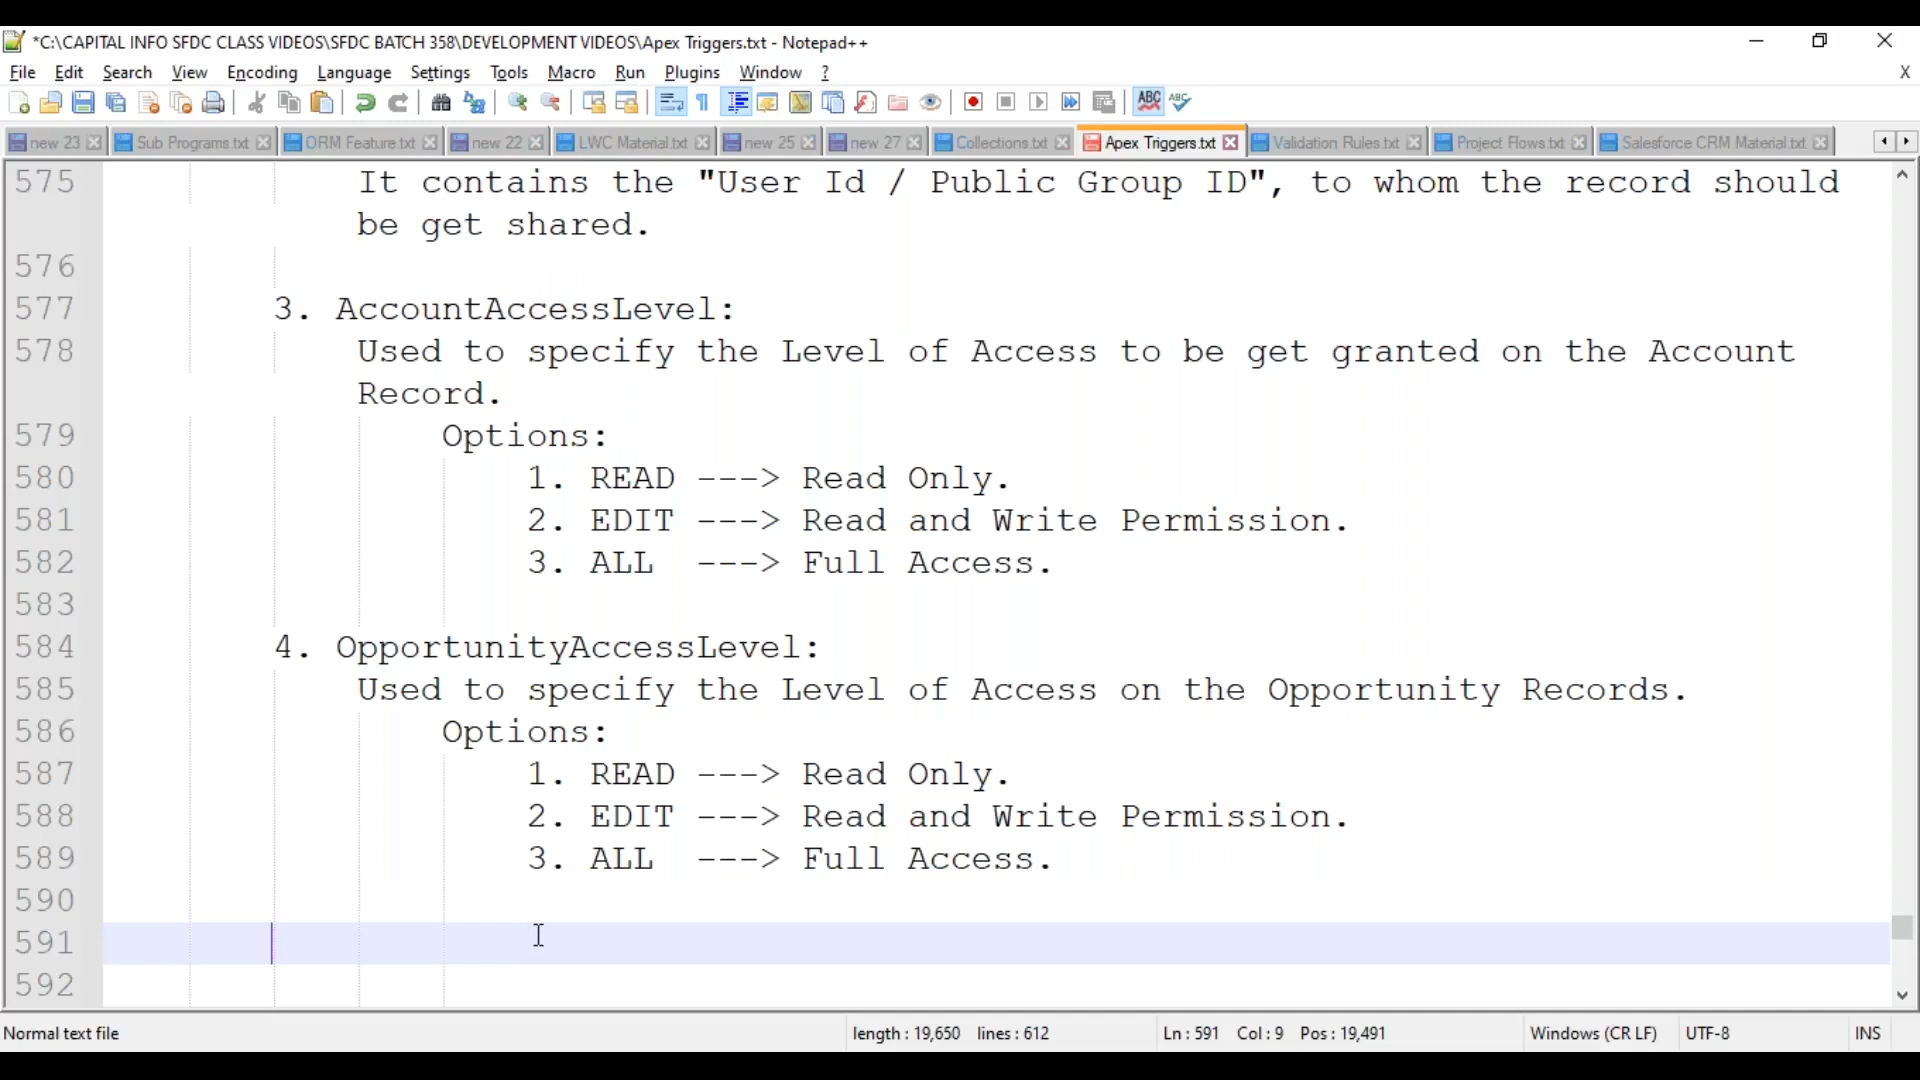 *C:\CAPITAL INFO SFDC CLASS VIDEOS\SFDC BATCH 358\DEVELOPMENT VIDEOS\Apex Triggers.txt - Notepad++
File Edit Search View Encoding Language Settings Tools Macro Run Plugins Window ? X
new 23 Sub Programs.txt ORM Feature.txt new 22 LWC Material.txt new 25 new 27 Collections.txt Apex Triggers.txt Validation Rules.txt Project Flows.txt Salesforce CRM Material.txt
575 It contains the "User Id / Public Group ID", to whom the record should
be get shared.
576
577 3. AccountAccessLevel:
578 Used to specify the Level of Access to be get granted on the Account
Record.
579 Options:
580 1. READ ---> Read Only.
581 2. EDIT ---> Read and Write Permission.
582 3. ALL ---> Full Access.
583
584 4. OpportunityAccessLevel:
585 Used to specify the Level of Access on the Opportunity Records.
586 Options:
587 1. READ ---> Read Only.
588 2. EDIT ---> Read and Write Permission.
589 3. ALL ---> Full Access.
590
591
592
Normal text file length : 19,650 lines : 612 Ln : 591 Col : 9 Pos : 19,491 Windows (CR LF) UTF-8 INS